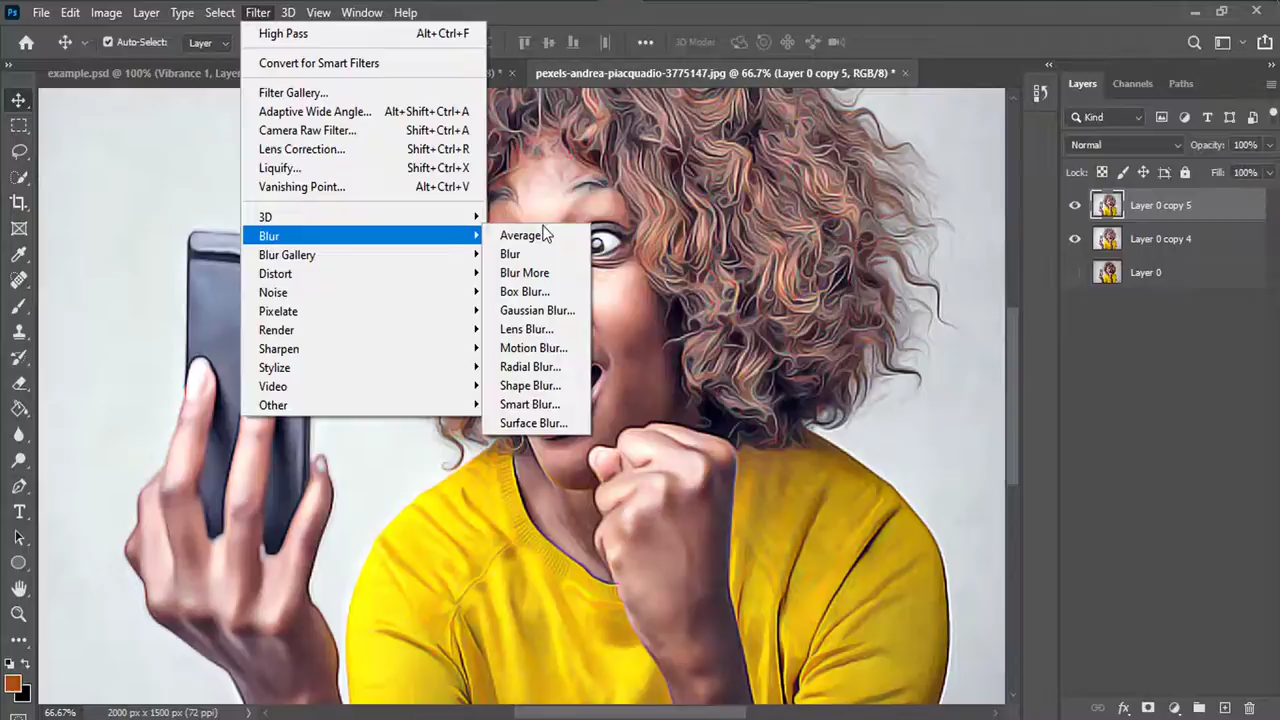 Ps File Edit Image Layer Type Select Filter 3D View Window Help
Auto-Select: Layer 3D Mode:
example.psd @ 100% (Vibrance 1, Layer pexels-andrea-piacquadio-3775147.jpg @ 66.7% (Layer 0 copy 5, RGB/8) *
High Pass Alt+Ctrl+F
Convert for Smart Filters
Filter Gallery...
Adaptive Wide Angle... Alt+Shift+Ctrl+A
Camera Raw Filter... Shift+Ctrl+A
Lens Correction... Shift+Ctrl+R
Liquify... Shift+Ctrl+X
Vanishing Point... Alt+Ctrl+V
3D
Blur
Blur Gallery
Distort
Noise
Pixelate
Render
Sharpen
Stylize
Video
Other
Average
Blur
Blur More
Box Blur...
Gaussian Blur...
Lens Blur...
Motion Blur...
Radial Blur...
Shape Blur...
Smart Blur...
Surface Blur...
Layers Channels Paths
Kind
Normal Opacity: 100%
Lock: Fill: 100%
Layer 0 copy 5
Layer 0 copy 4
Layer 0
fx
66.67% 2000 px x 1500 px (72 ppi)